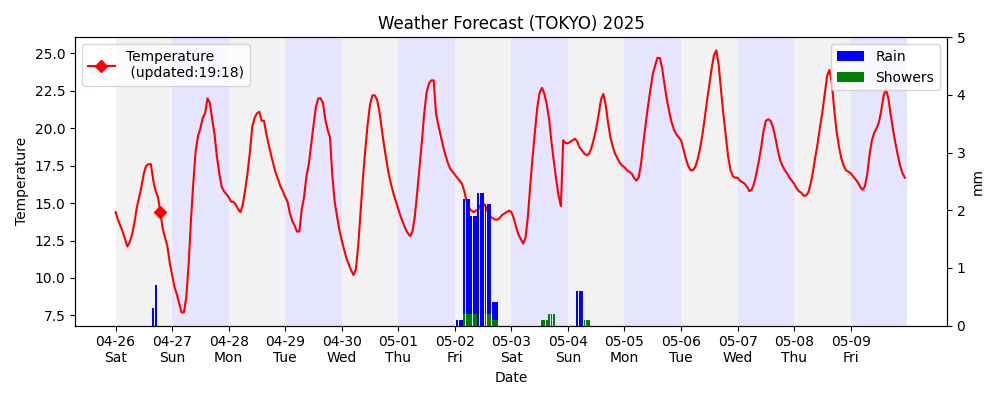 Weather Forecast (TOKYO) 2025
Temperature
(updated:19:18)
Rain
Showers
Temperature
25.0
22.5
20.0
17.5
15.0
12.5
10.0
7.5
5
4
3
2
1
0
mm
04-26 04-27 04-28 04-29 04-30 05-01 05-02 05-03 05-04 05-05 05-06 05-07 05-08 05-09
Sat Sun Mon Tue Wed Thu Fri Sat Sun Mon Tue Wed Thu Fri
Date